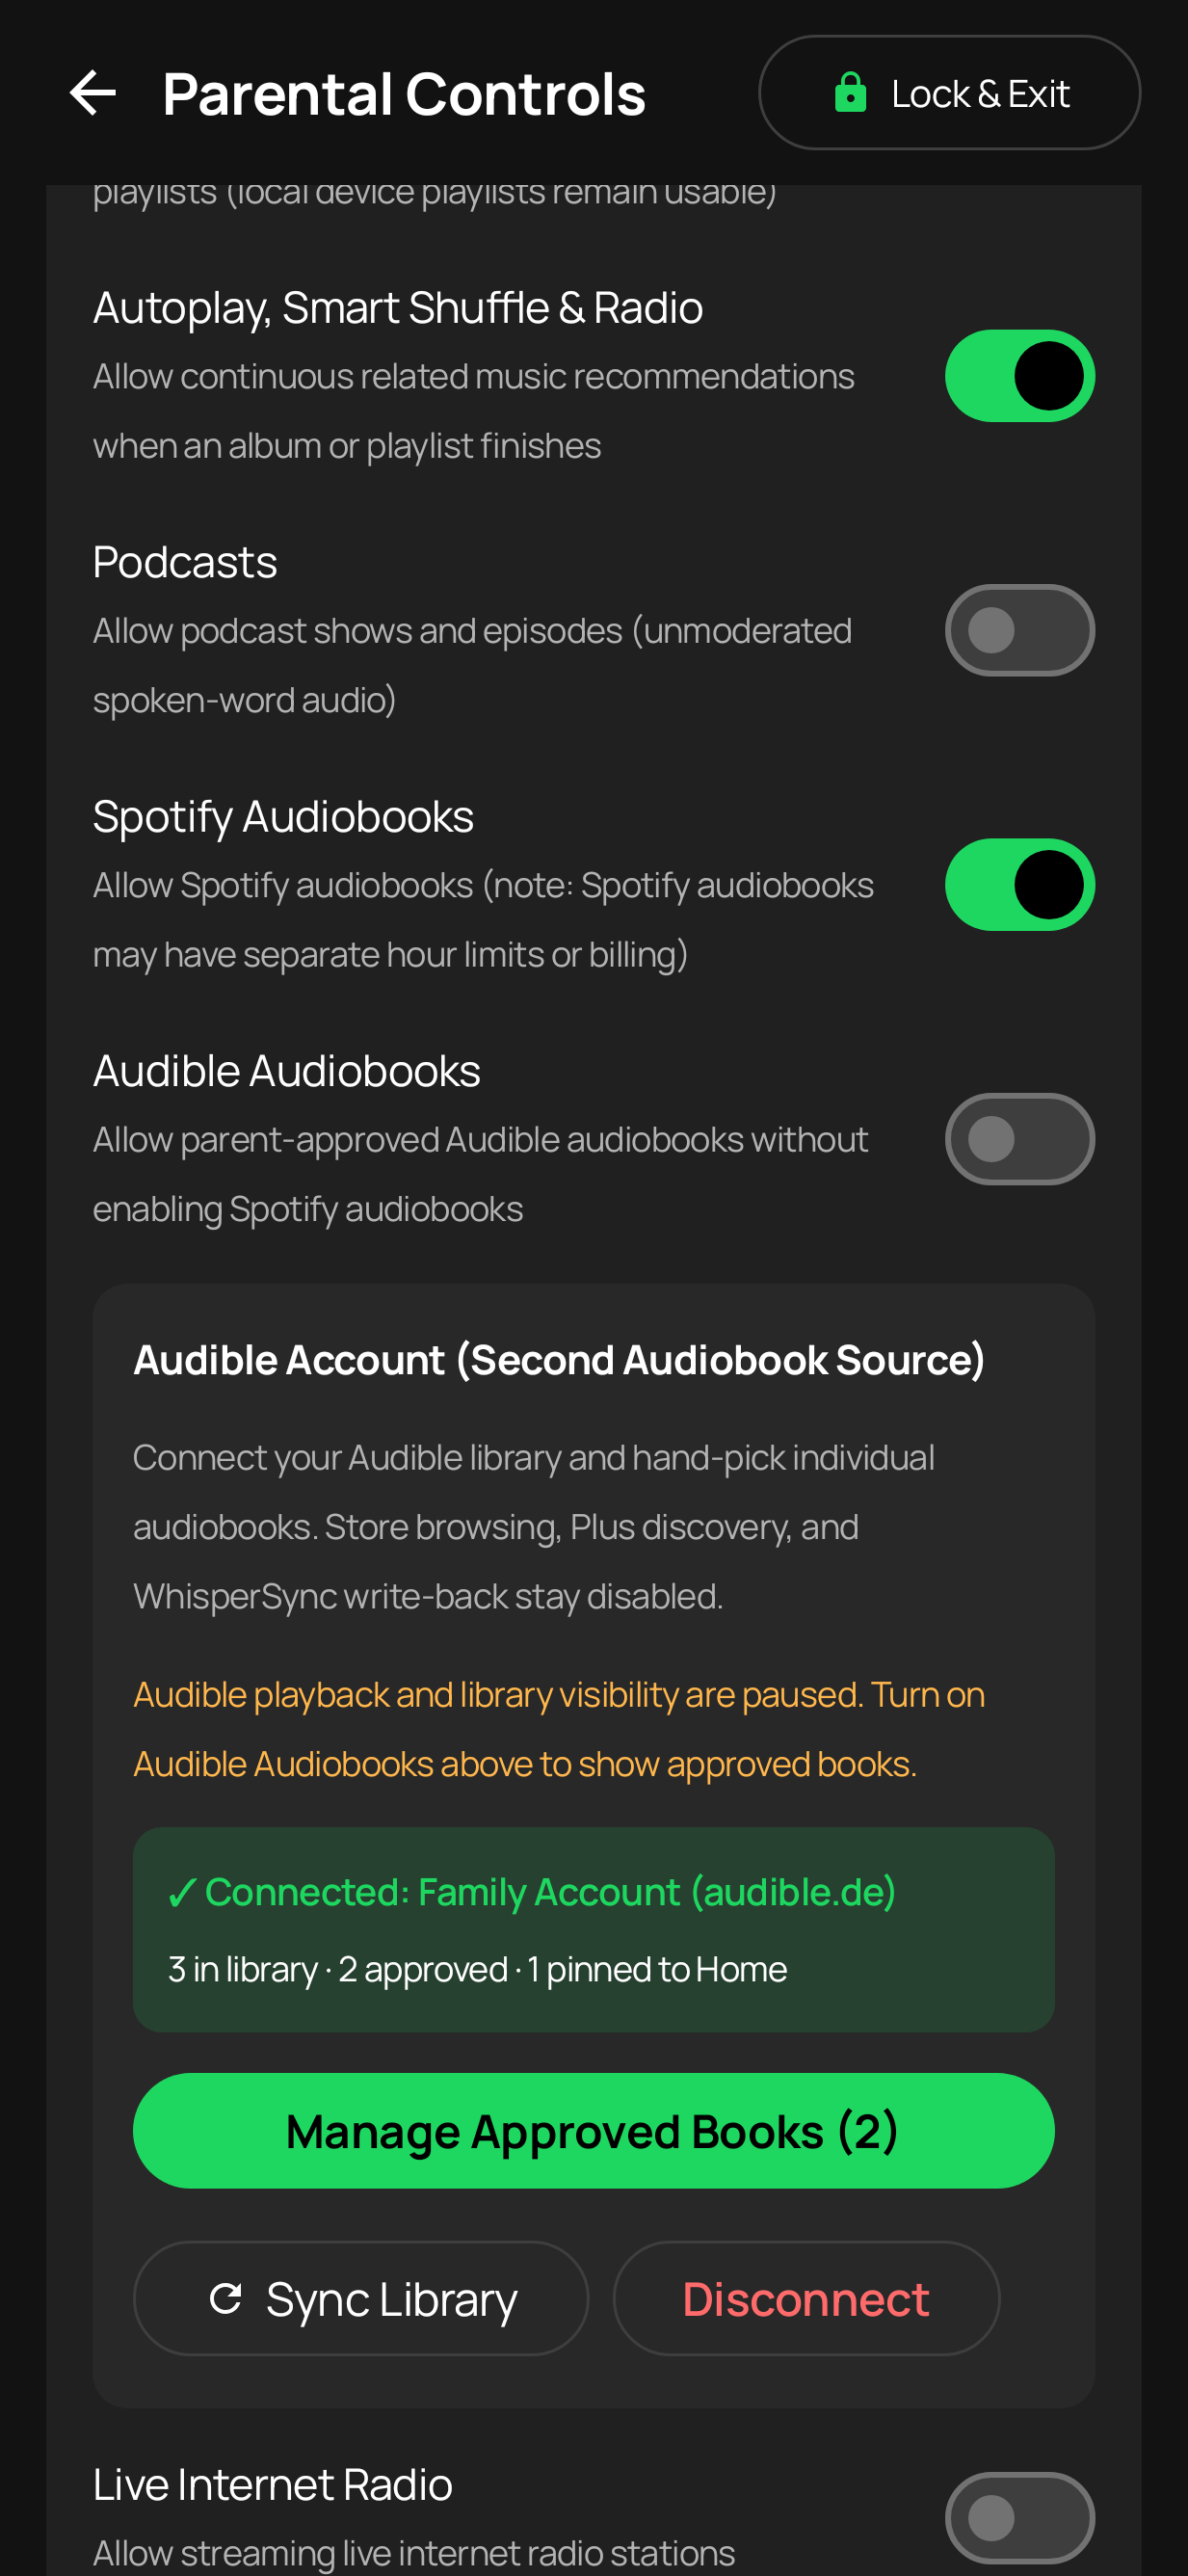 Parental Controls
Lock & Exit
playlists (local device playlists remain usable)
Autoplay, Smart Shuffle & Radio
Allow continuous related music recommendations
when an album or playlist finishes
Podcasts
Allow podcast shows and episodes (unmoderated
spoken-word audio)
Spotify Audiobooks
Allow Spotify audiobooks (note: Spotify audiobooks
may have separate hour limits or billing)
Audible Audiobooks
Allow parent-approved Audible audiobooks without
enabling Spotify audiobooks
Audible Account (Second Audiobook Source)
Connect your Audible library and hand-pick individual
audiobooks. Store browsing, Plus discovery, and
WhisperSync write-back stay disabled.
Audible playback and library visibility are paused. Turn on
Audible Audiobooks above to show approved books.
✓ Connected: Family Account (audible.de)
3 in library · 2 approved · 1 pinned to Home
Manage Approved Books (2)
Sync Library
Disconnect
Live Internet Radio
Allow streaming live internet radio stations